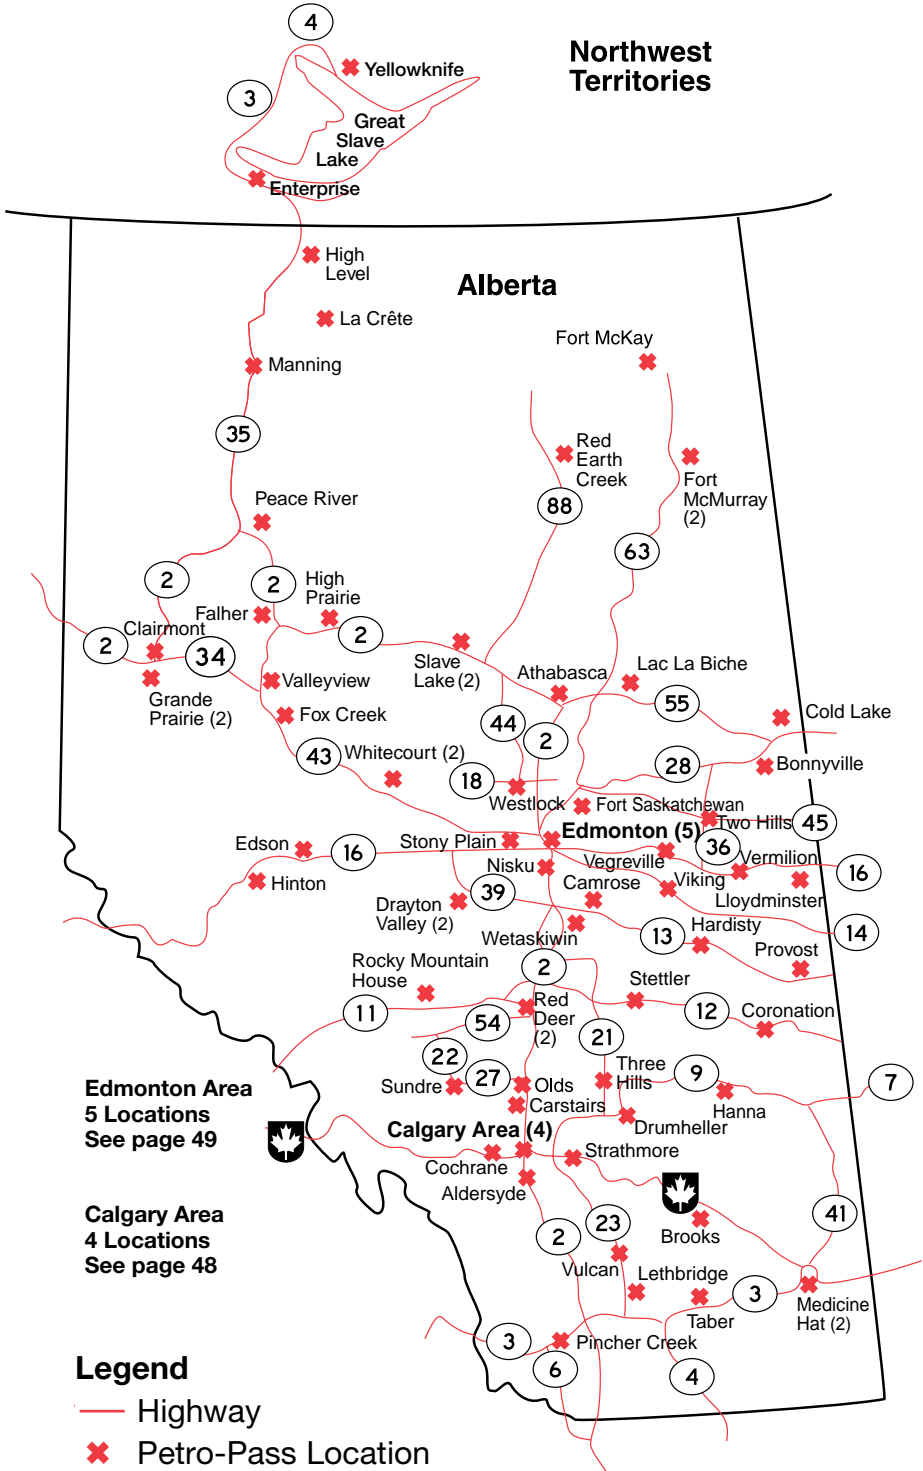 4
Northwest
Territories
Yellowknife
3
Great
Slave
Lake
Enterprise
High
Level
Alberta
La Crête
Fort McKay
Manning
35
Red
Earth
Creek
Fort
McMurray
(2)
Peace River
88
63
2
2
High
Prairie
Falher
2
Clairmont
2
34
Slave
Lake (2)
Athabasca
Lac La Biche
Valleyview
Grande
Prairie (2)
55
Cold Lake
Fox Creek
44
2
43
Whitecourt (2)
28
Bonnyville
18
Westlock
Fort Saskatchewan
Two Hills
45
Edmonton (5)
Stony Plain
Edson
16
36
Vegreville
Vermilion
16
Nisku
Hinton
39
Camrose
Viking
Lloydminster
Drayton
Valley (2)
Hardisty
13
14
Wetaskiwin
Provost
2
Rocky Mountain
House
Stettler
11
Red
Deer
(2)
12
Coronation
54
21
22
27
Three
Hills
9
7
Sundre
Olds
Hanna
Carstairs
Drumheller
Edmonton Area
5 Locations
See page 49
Calgary Area (4)
Strathmore
Cochrane
Aldersyde
Calgary Area
4 Locations
See page 48
2
23
Brooks
41
Vulcan
Lethbridge
3
Taber
Medicine
Hat (2)
3
Pincher Creek
6
4
Legend
Highway
Petro-Pass Location